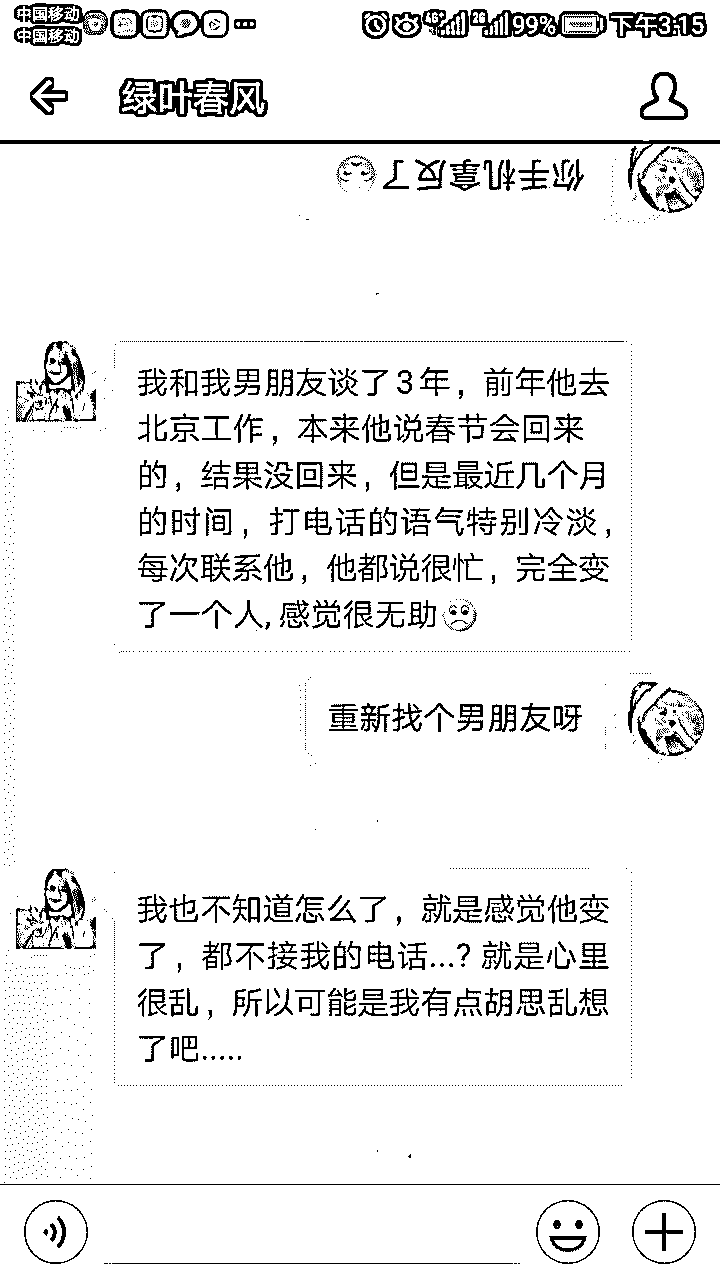 中国移动
中国移动
4G 2G 99% 下午3:15
绿叶春风
你手机拿反了
我和我男朋友谈了3年，前年他去
北京工作，本来他说春节会回来
的，结果没回来，但是最近几个月
的时间，打电话的语气特别冷淡，
每次联系他，他都说很忙，完全变
了一个人,感觉很无助
重新找个男朋友呀
我也不知道怎么了，就是感觉他变
了，都不接我的电话...? 就是心里
很乱，所以可能是我有点胡思乱想
了吧.....